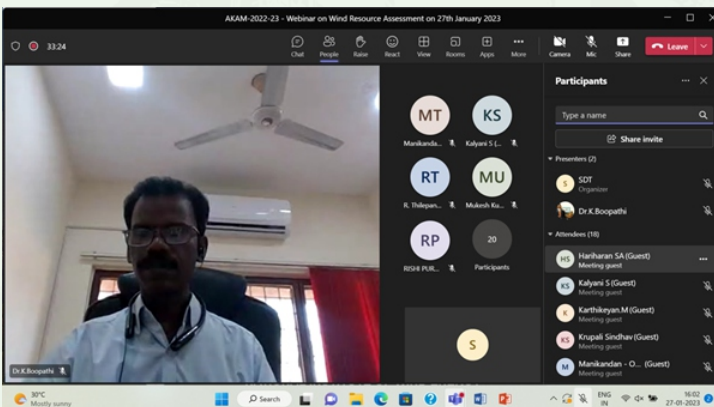 AKAM-2022-23 - Webinar on Wind Resource Assessment on 27th January 2023
33:24
Chat
People
Raise
React
View
Rooms
Apps
More
Camera
Mic
Share
Leave
MT
Manikanda...
KS
Kalyani S (...
RT
R. Thilepan...
MU
Mukesh Ku...
RP
RISHI PUR...
20
Participants
S
Dr.K.Boopathi
Participants
Type a name
Share invite
Presenters (2)
S
SDT
Organizer
Dr.K.Boopathi
Attendees (18)
HS
Hariharan SA (Guest)
Meeting guest
KS
Kalyani S (Guest)
Meeting guest
K
Karthikeyan.M (Guest)
Meeting guest
KS
Krupali Sindhav (Guest)
Meeting guest
M
Manikandan - O... (Guest)
Meeting guest
30°C
Mostly sunny
Search
ENG
IN
16:02
27-01-2023